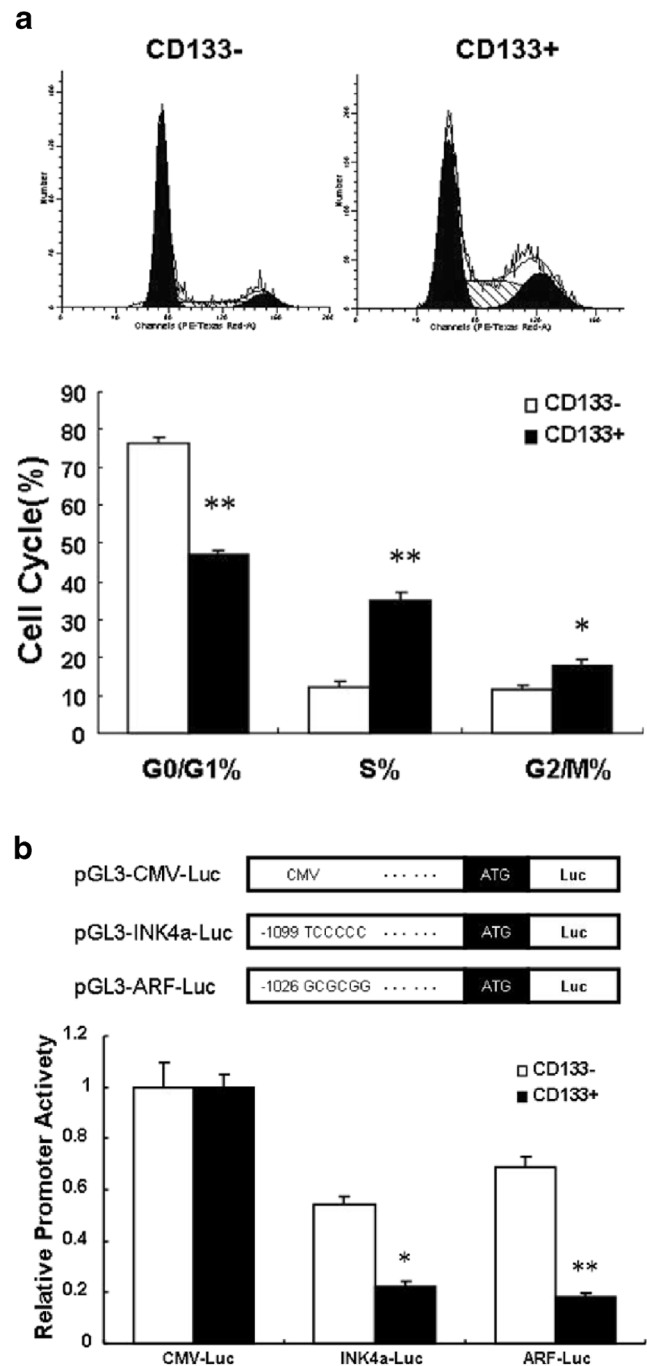 a
CD133-
CD133+
Number
Number
Channels (PE-Texas Red-A)
Channels (PE-Texas Red-A)
Cell Cycle(%)
90
80
70
60
50
40
30
20
10
0
CD133-
CD133+
**
**
*
G0/G1%
S%
G2/M%
b
pGL3-CMV-Luc
CMV ...... ATG Luc
pGL3-INK4a-Luc
-1099 TCCCCC ...... ATG Luc
pGL3-ARF-Luc
-1026 GCGCGG ...... ATG Luc
Relative Promoter Activety
1.2
1
0.8
0.6
0.4
0.2
0
CD133-
CD133+
*
**
CMV-Luc
INK4a-Luc
ARF-Luc